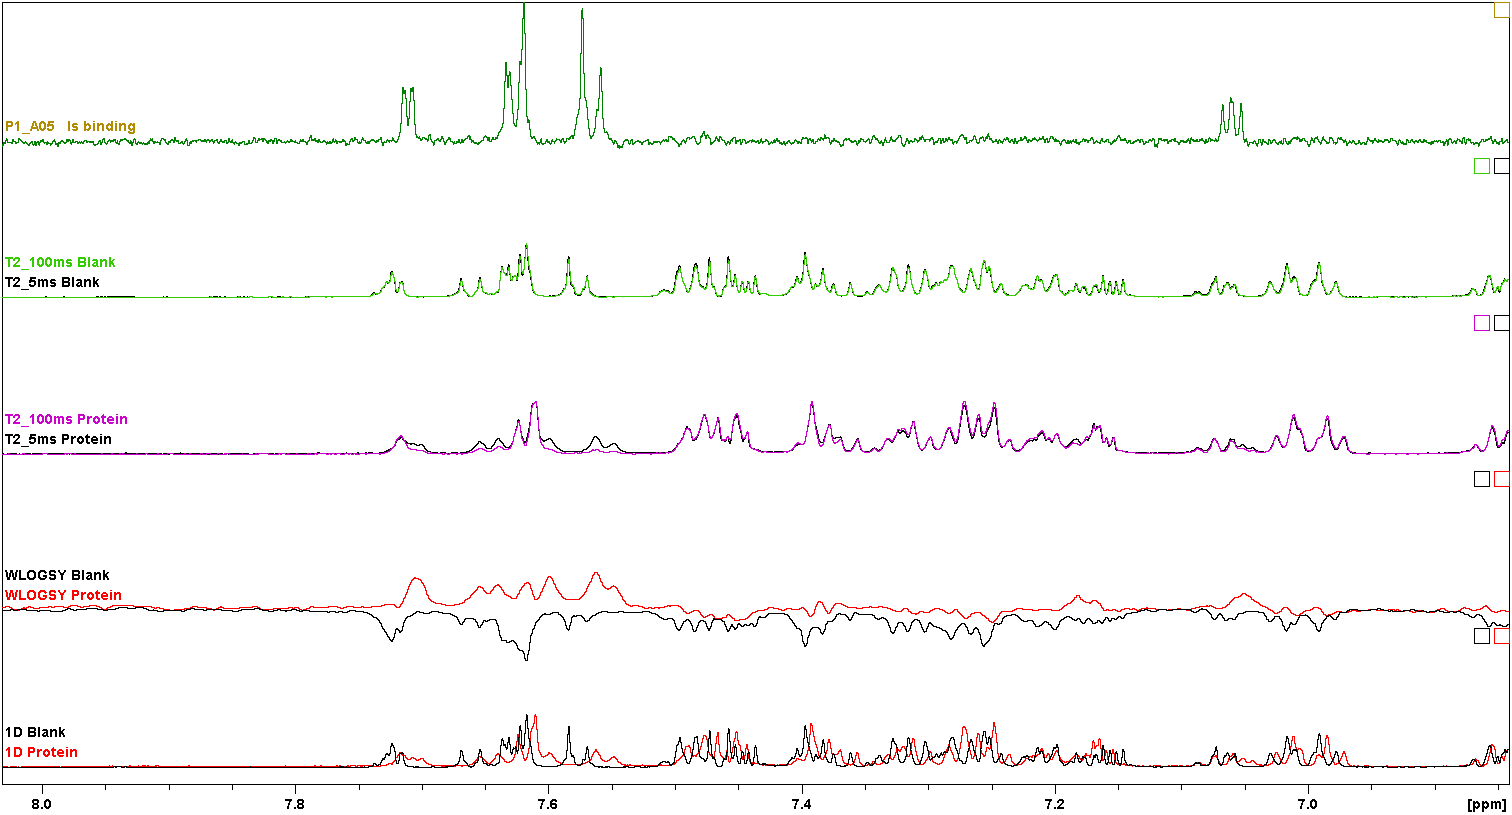 P1_A05 Is binding
T2_100ms Blank
T2_5ms Blank
T2_100ms Protein
T2_5ms Protein
WLOGSY Blank
WLOGSY Protein
1D Blank
1D Protein
8.0 7.8 7.6 7.4 7.2 7.0 [ppm]